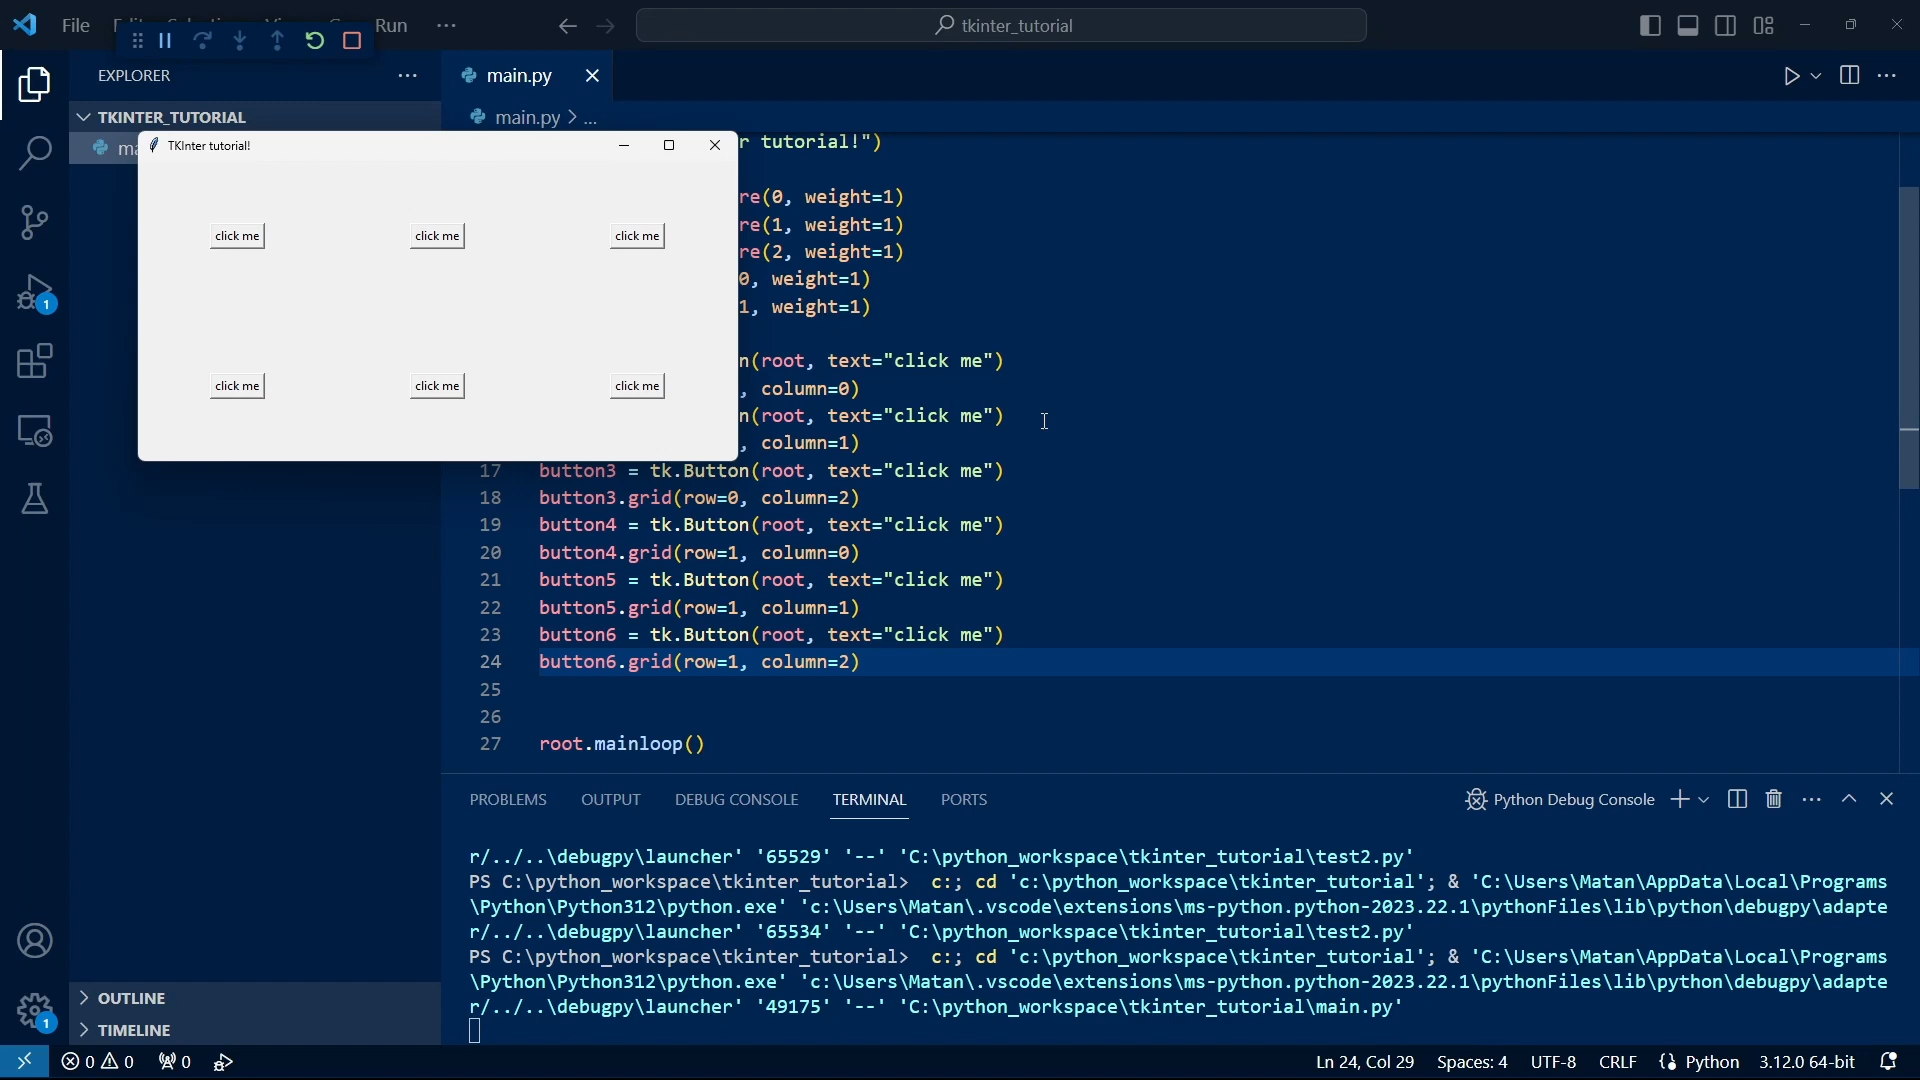 File
Run
tkinter_tutorial
EXPLORER
main.py
TKINTER_TUTORIAL
main.py > ...
TKInter tutorial!
r tutorial!")
re(0, weight=1)
re(1, weight=1)
re(2, weight=1)
0, weight=1)
1, weight=1)
click me click me click me
click me click me click me
n(root, text="click me")
, column=0)
n(root, text="click me")
, column=1)
17 button3 = tk.Button(root, text="click me")
18 button3.grid(row=0, column=2)
19 button4 = tk.Button(root, text="click me")
20 button4.grid(row=1, column=0)
21 button5 = tk.Button(root, text="click me")
22 button5.grid(row=1, column=1)
23 button6 = tk.Button(root, text="click me")
24 button6.grid(row=1, column=2)
25
26
27 root.mainloop()
1
PROBLEMS OUTPUT DEBUG CONSOLE TERMINAL PORTS
Python Debug Console
r/../..\debugpy\launcher' '65529' '--' 'C:\python_workspace\tkinter_tutorial\test2.py'
PS C:\python_workspace\tkinter_tutorial> c:; cd 'c:\python_workspace\tkinter_tutorial'; & 'C:\Users\Matan\AppData\Local\Programs
\Python\Python312\python.exe' 'c:\Users\Matan\.vscode\extensions\ms-python.python-2023.22.1\pythonFiles\lib\python\debugpy\adapte
r/../..\debugpy\launcher' '65534' '--' 'C:\python_workspace\tkinter_tutorial\test2.py'
PS C:\python_workspace\tkinter_tutorial> c:; cd 'c:\python_workspace\tkinter_tutorial'; & 'C:\Users\Matan\AppData\Local\Programs
\Python\Python312\python.exe' 'c:\Users\Matan\.vscode\extensions\ms-python.python-2023.22.1\pythonFiles\lib\python\debugpy\adapte
r/../..\debugpy\launcher' '49175' '--' 'C:\python_workspace\tkinter_tutorial\main.py'
OUTLINE
TIMELINE
1
0 0 0
Ln 24, Col 29 Spaces: 4 UTF-8 CRLF Python 3.12.0 64-bit